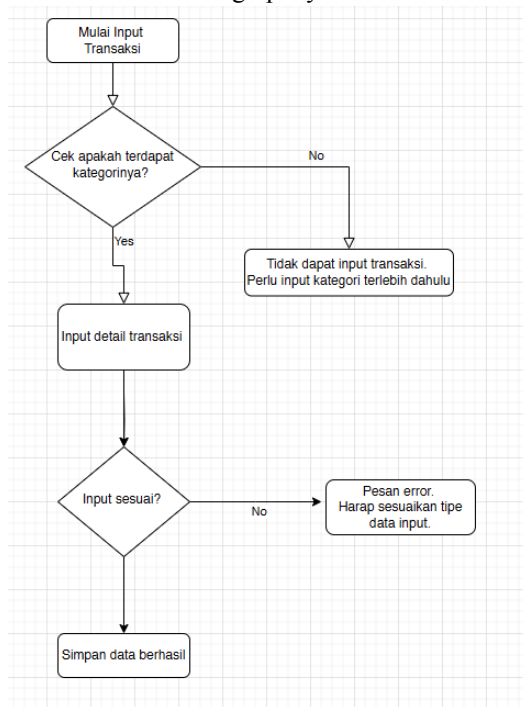 Mulai Input
Transaksi
Cek apakah terdapat
kategorinya?
No
Yes
Tidak dapat input transaksi.
Perlu input kategori terlebih dahulu
Input detail transaksi
Input sesuai?
No
Pesan error.
Harap sesuaikan tipe
data input.
Simpan data berhasil